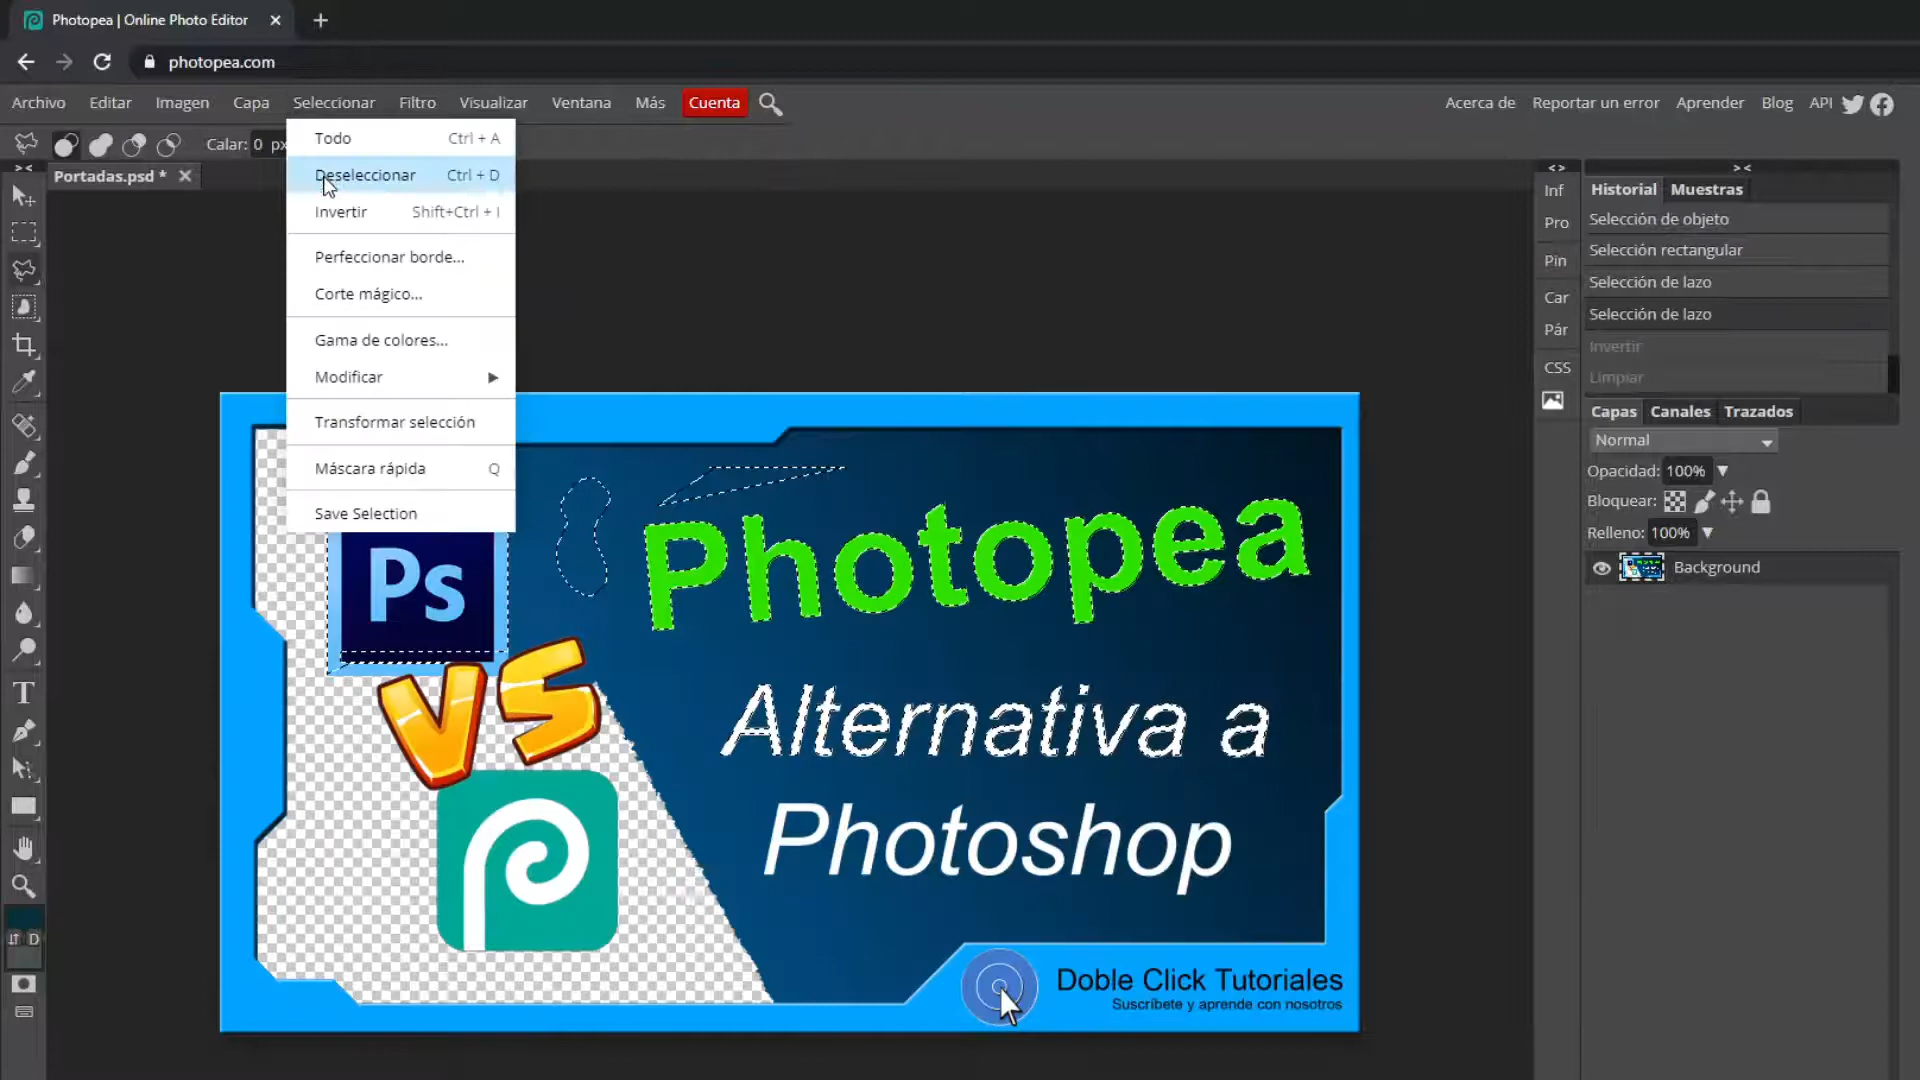 Photopea | Online Photo Editor
photopea.com
Archivo Editar Imagen Capa Seleccionar Filtro Visualizar Ventana Más Cuenta Acerca de Reportar un error Aprender Blog API
Calar: 0 px
Portadas.psd *
Todo Ctrl + A
Deseleccionar Ctrl + D
Invertir Shift+Ctrl + I
Perfeccionar borde...
Corte mágico...
Gama de colores...
Modificar
Transformar selección
Máscara rápida Q
Save Selection
Ps
VS
Photopea
Alternativa a
Photoshop
Doble Click Tutoriales
Suscríbete y aprende con nosotros
T
D
Inf
Pro
Pin
Car
Pár
CSS
Historial Muestras
Selección de objeto
Selección rectangular
Selección de lazo
Selección de lazo
Invertir
Limpiar
Capas Canales Trazados
Normal
Opacidad: 100%
Bloquear:
Relleno: 100%
Background